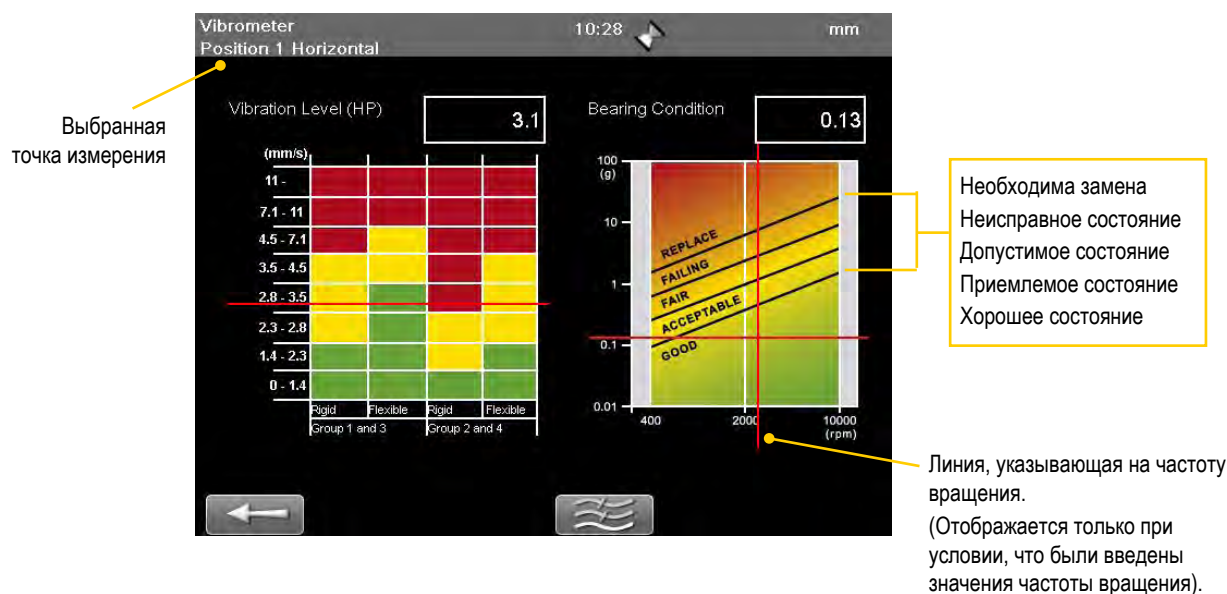 Vibrometer
Position 1 Horizontal
10:28
mm
Выбранная
точка измерения
Vibration Level (HP)
3.1
(mm/s)
11 -
7.1 - 11
4.5 - 7.1
3.5 - 4.5
2.8 - 3.5
2.3 - 2.8
1.4 - 2.3
0 - 1.4
Rigid Flexible Rigid Flexible
Group 1 and 3 Group 2 and 4
Bearing Condition
0.13
100
(g)
10
1
0.1
0.01
REPLACE
FAILING
FAIR
ACCEPTABLE
GOOD
400 2000 10000
(rpm)
Необходима замена
Неисправное состояние
Допустимое состояние
Приемлемое состояние
Хорошее состояние
Линия, указывающая на частоту
вращения.
(Отображается только при
условии, что были введены
значения частоты вращения).